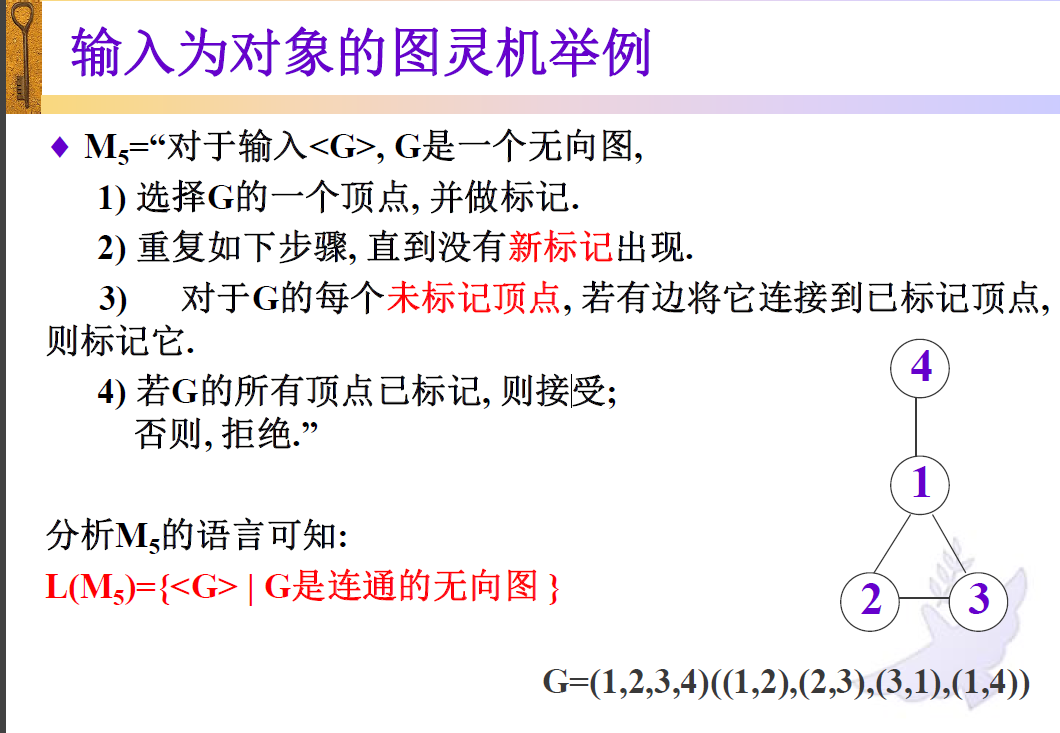 输入为对象的图灵机举例
♦ M₅=“对于输入<G>, G是一个无向图,
1) 选择G的一个顶点, 并做标记.
2) 重复如下步骤, 直到没有新标记出现.
3) 对于G的每个未标记顶点, 若有边将它连接到已标记顶点,
则标记它.
4) 若G的所有顶点已标记, 则接受;
否则, 拒绝.”
分析M₅的语言可知:
L(M₅)={<G> | G是连通的无向图 }
4
1
2 3
G=(1,2,3,4)((1,2),(2,3),(3,1),(1,4))